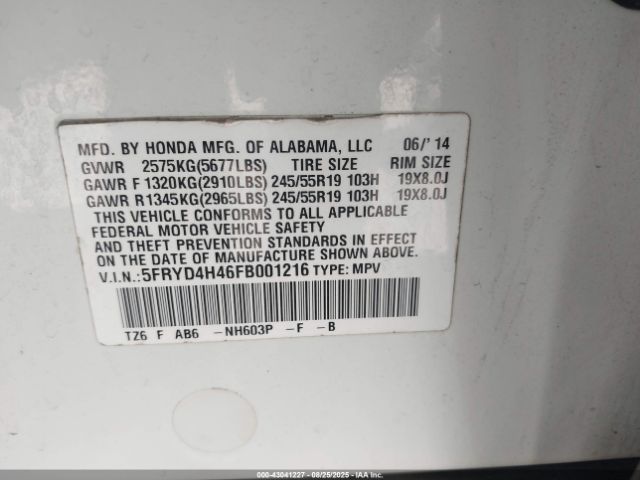 MFD. BY HONDA MFG. OF ALABAMA, LLC 06/' 14
GVWR 2575KG(5677LBS) TIRE SIZE RIM SIZE
GAWR F 1320KG(2910LBS) 245/55R19 103H 19X8.0J
GAWR R1345KG(2965LBS) 245/55R19 103H 19X8.0J
THIS VEHICLE CONFORMS TO ALL APPLICABLE
FEDERAL MOTOR VEHICLE SAFETY
AND THEFT PREVENTION STANDARDS IN EFFECT
ON THE DATE OF MANUFACTURE SHOWN ABOVE.
V.I.N.: 5FRYD4H46FB001216 TYPE: MPV
TZ6 F AB6 -NH603P -F -B
000-43041227 - 08/25/2025 - IAA Inc.